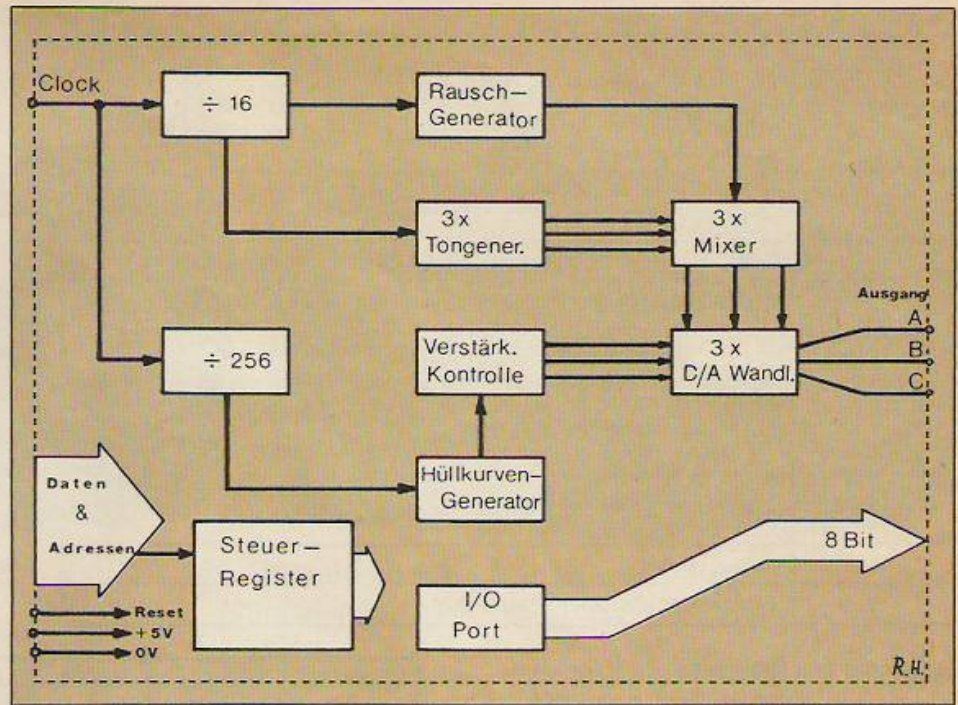 Clock
÷ 16
Rausch—
Generator
3 x
Tongener.
3 x
Mixer
Ausgang
A
B
C
÷ 256
Verstärk.
Kontrolle
3 x
D/A Wandl.
Hüllkurven-
Generator
Daten
&
Adressen
Steuer—
Register
I/O
Port
8 Bit
Reset
+5V
0V
R.H.